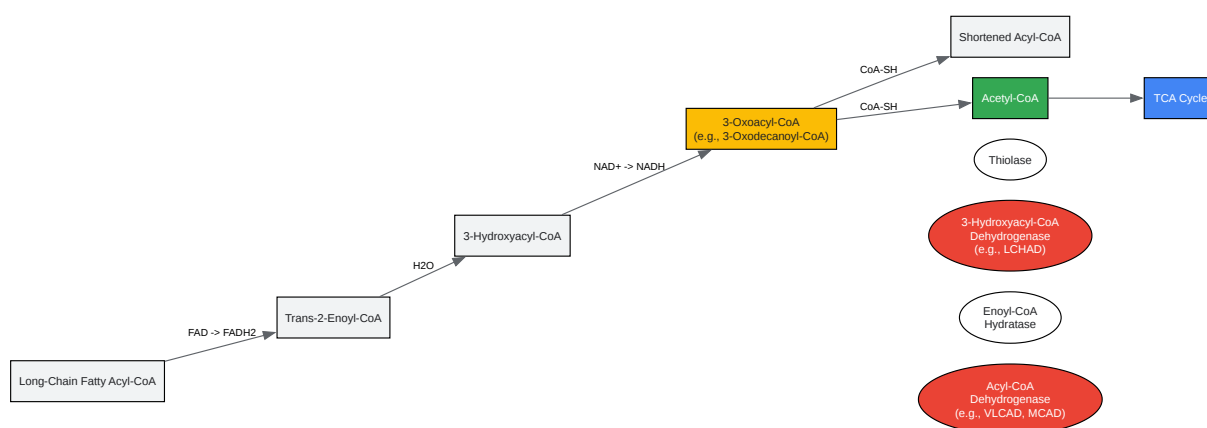 Shortened Acyl-CoA
CoA-SH
Acetyl-CoA
TCA Cycle
CoA-SH
3-Oxoacyl-CoA
(e.g., 3-Oxodecanoyl-CoA)
Thiolase
NAD+ -> NADH
3-Hydroxyacyl-CoA
Dehydrogenase
(e.g., LCHAD)
3-Hydroxyacyl-CoA
H2O
Enoyl-CoA
Hydratase
Trans-2-Enoyl-CoA
FAD -> FADH2
Long-Chain Fatty Acyl-CoA
Acyl-CoA
Dehydrogenase
(e.g., VLCAD, MCAD)